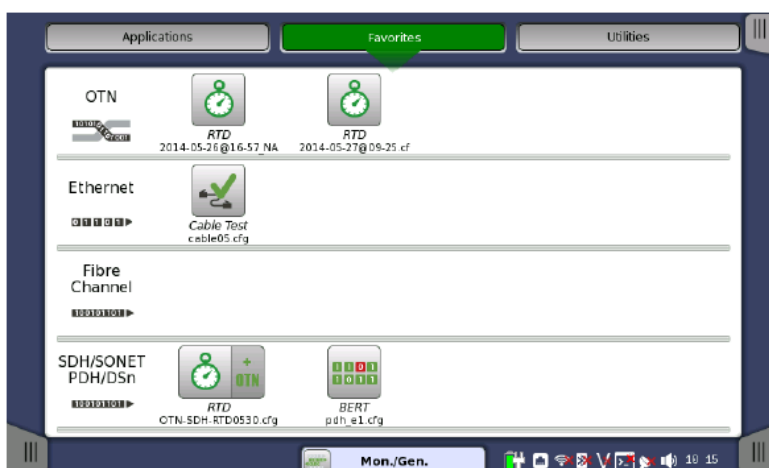 Applications
Favorites
Utilities
OTN
RTD
2014-05-26@16-57_NA
RTD
2014-05-27@09-25.cf
Ethernet
Cable Test
cable05.cfg
Fibre
Channel
SDH/SONET
PDH/DSn
+
OTN
RTD
OTN-SDH-RTD0530.cfg
BERT
pdh_e1.cfg
Mon./Gen.
10 15